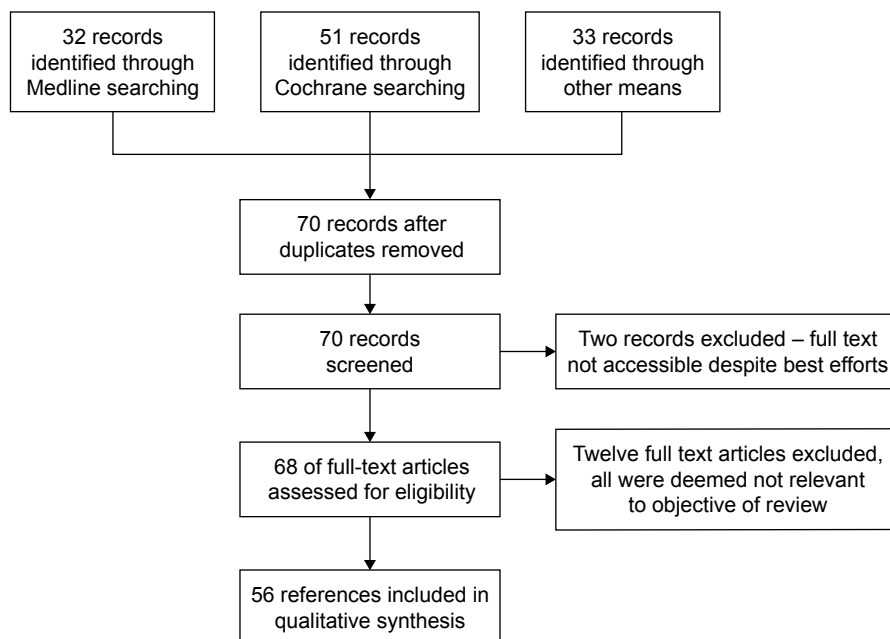 32 records
identified through
Medline searching
51 records
identified through
Cochrane searching
33 records
identified through
other means
70 records after
duplicates removed
70 records
screened
Two records excluded – full text
not accessible despite best efforts
68 of full-text articles
assessed for eligibility
Twelve full text articles excluded,
all were deemed not relevant
to objective of review
56 references included in
qualitative synthesis